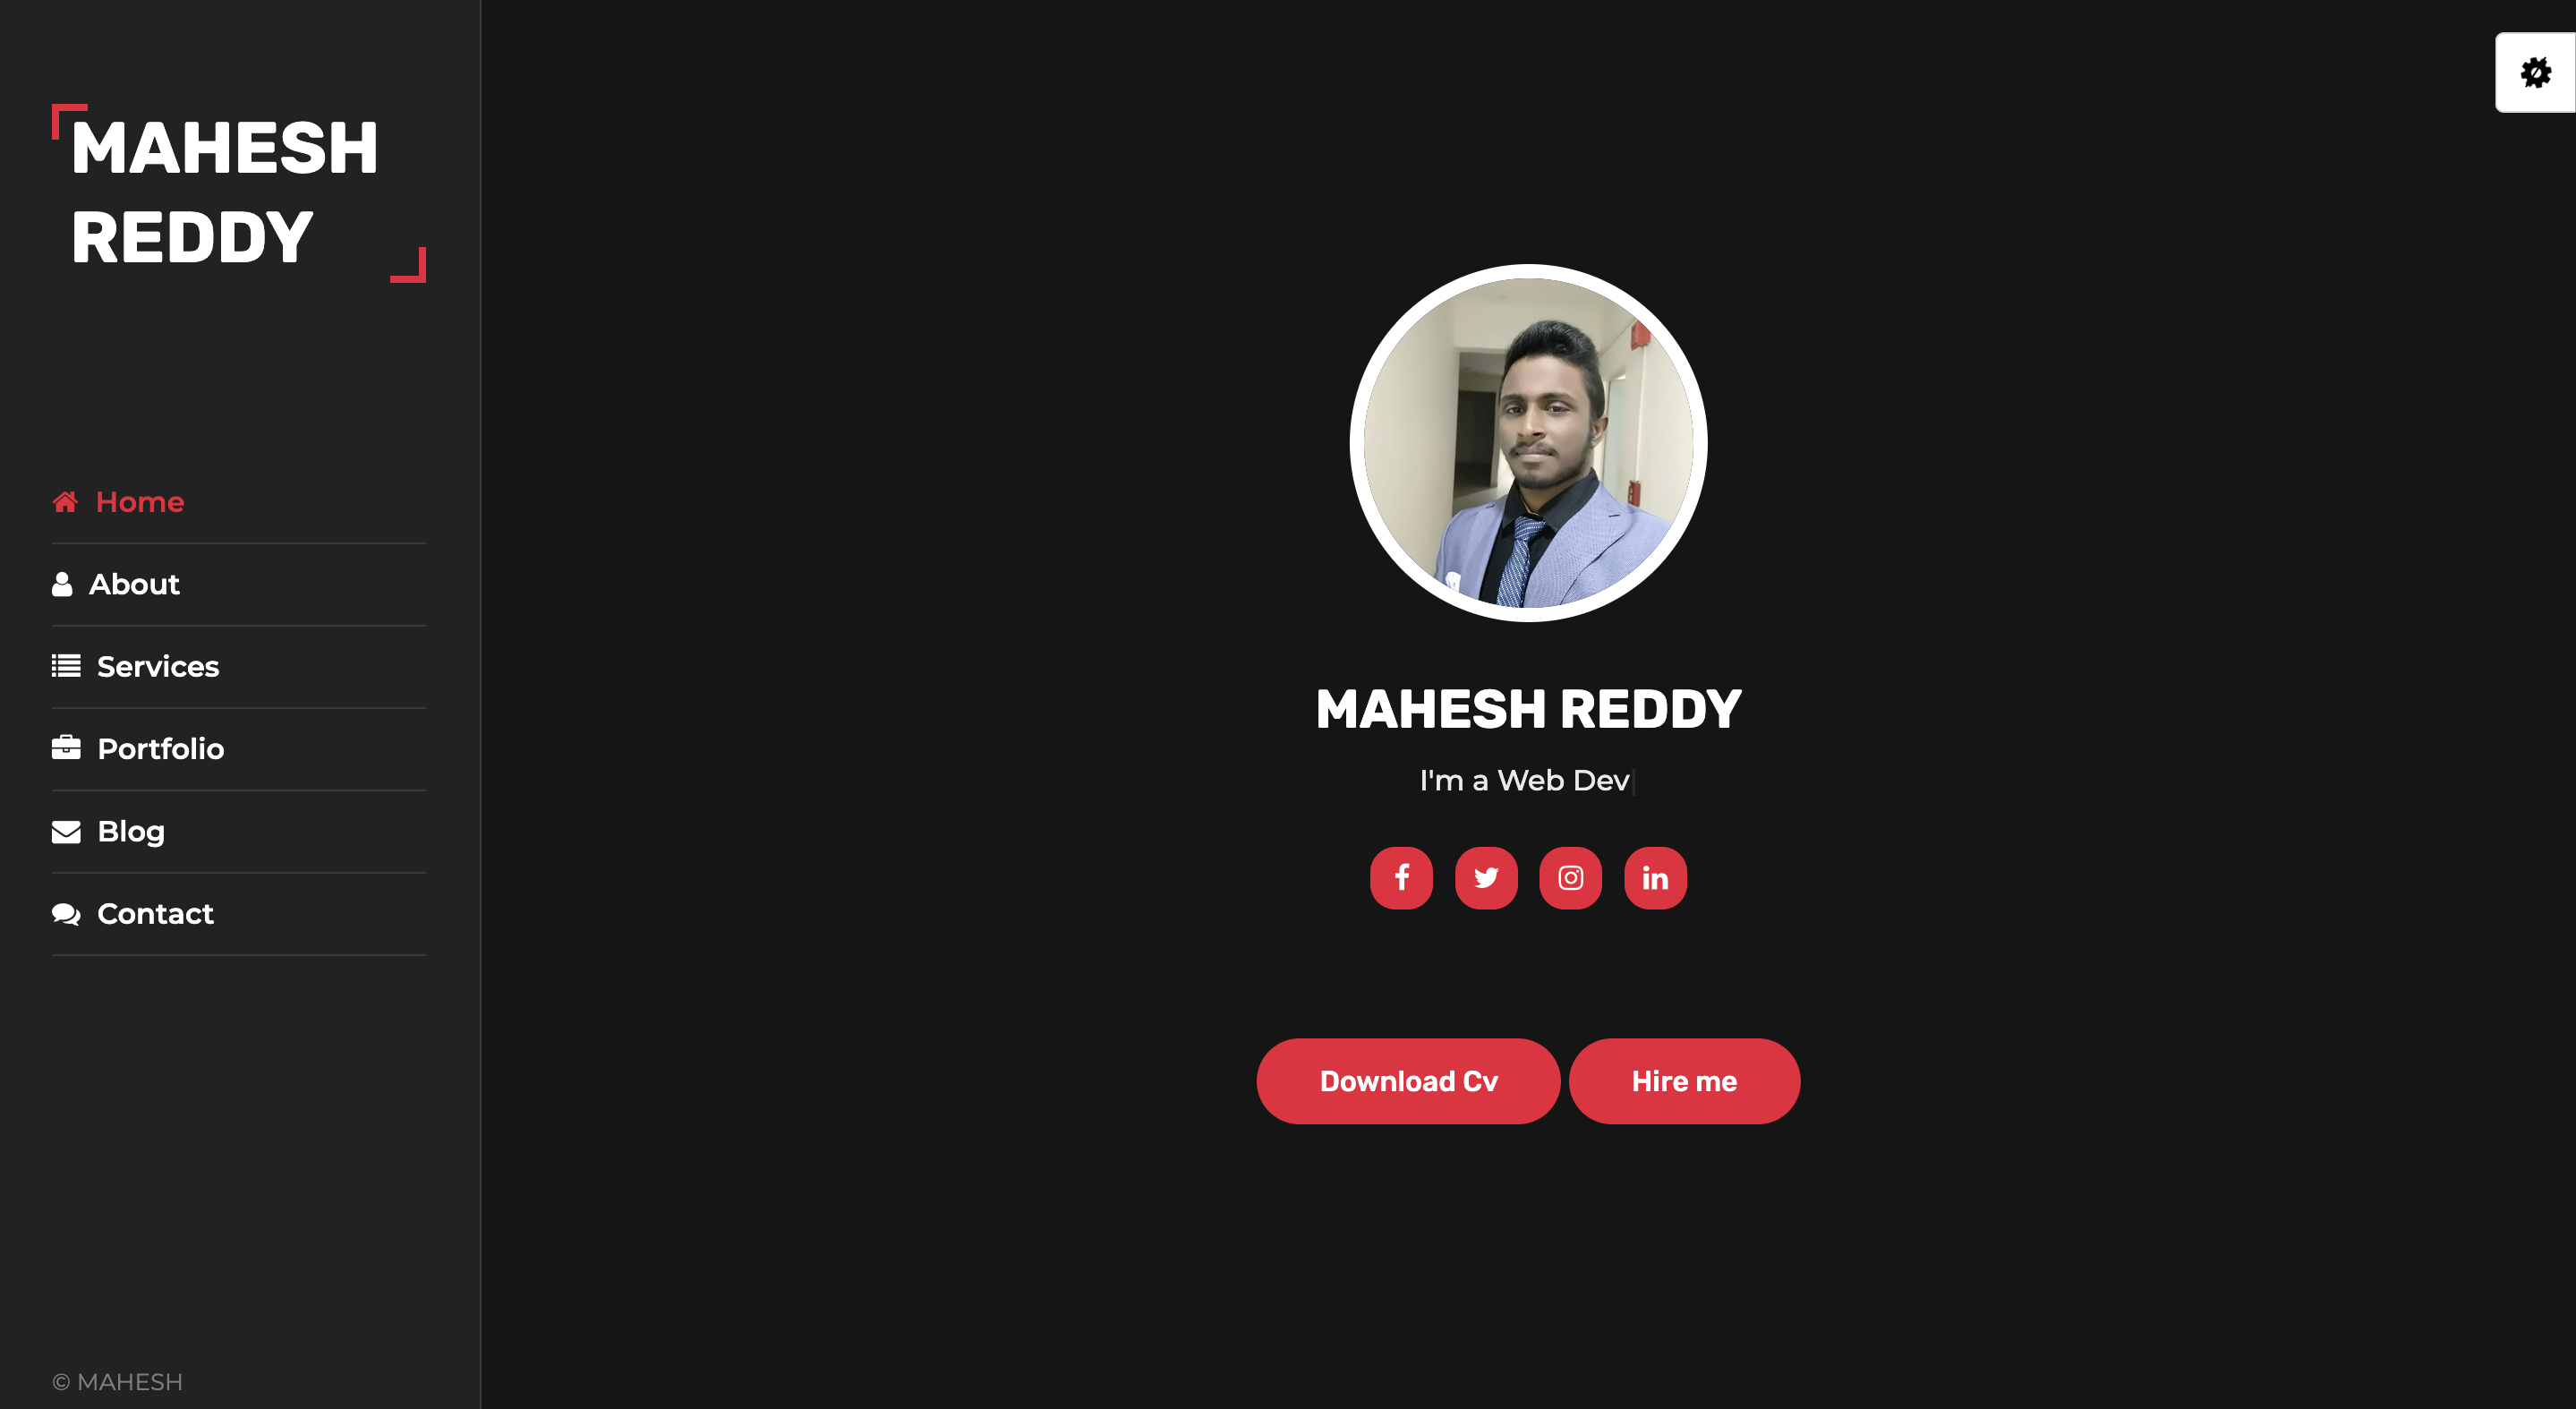 MAHESH
REDDY
Home
About
Services
Portfolio
Blog
Contact
© MAHESH
MAHESH REDDY
I'm a Web Dev
Download Cv
Hire me